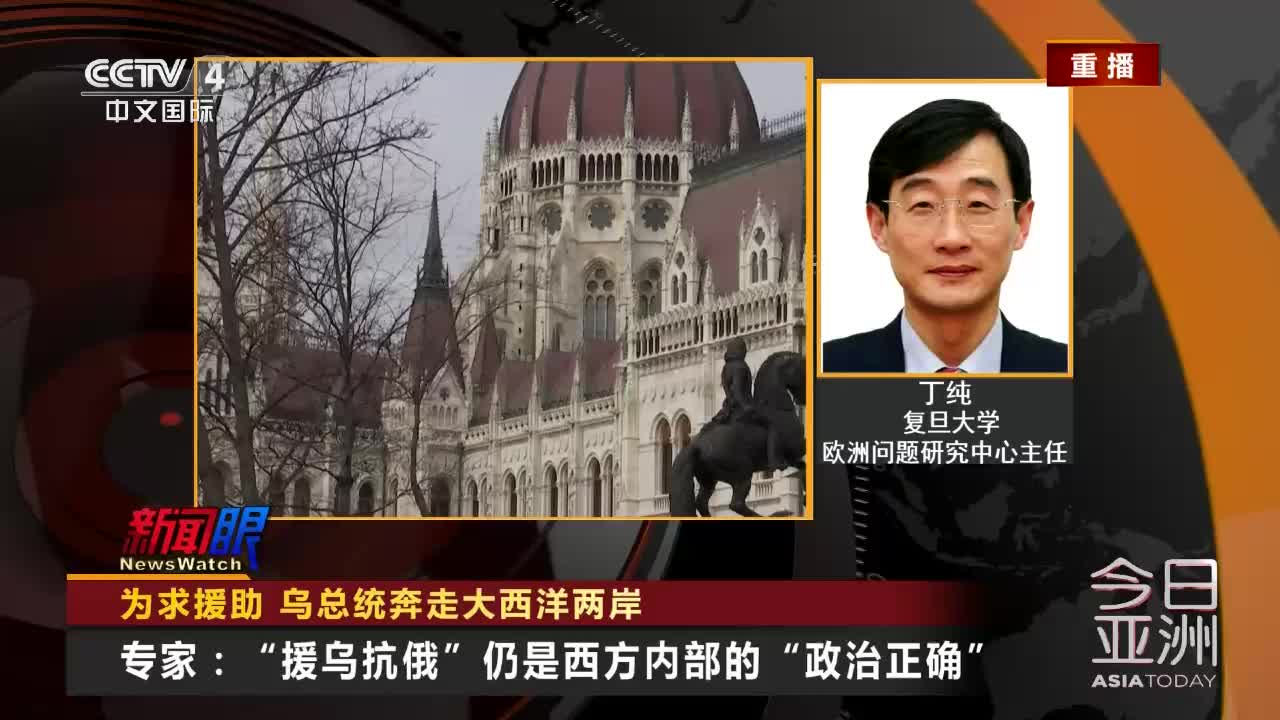 CCTV 4
中文国际
重播
丁纯
复旦大学
欧洲问题研究中心主任
新闻眼
NewsWatch
为求援助 乌总统奔走大西洋两岸
专家：“援乌抗俄”仍是西方内部的“政治正确”
今日
亚洲
ASIA TODAY